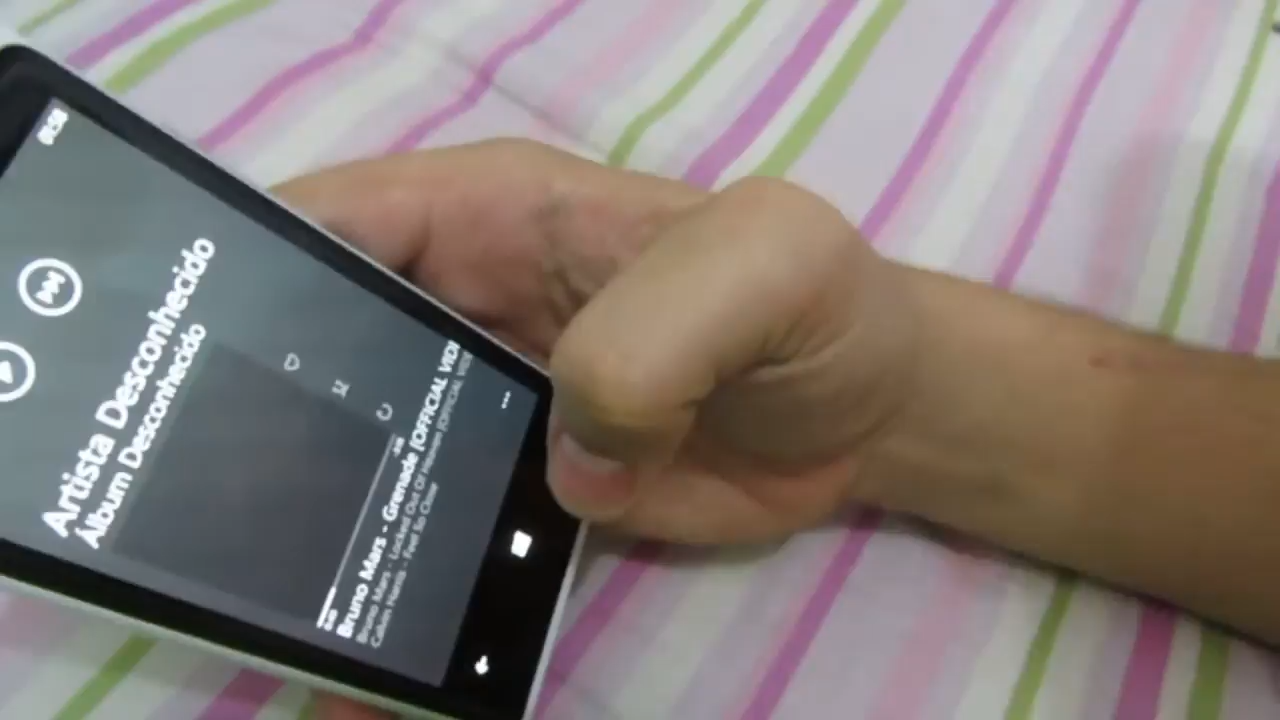 Artista Desconhecido
Álbum Desconhecido
Bruno Mars - Grenade [OFFICIAL VID
Bruno Mars - Locked Out Of Heaven [OFFICIAL VIDE
Calvin Harris - Feel So Close